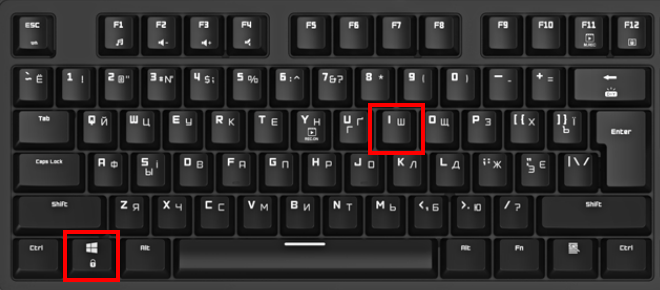 ESC F1 F2 F3 F4 F5 F6 F7 F8 F9 F10 F11 F12
~ Ё 1 ! 2 @" 3 #№ 4 $; 5 % 6 :^ 7 &? 8 * 9 ( 0 ) - _ + =
Tab Q Й W Ц E У R К T Е Y Н U Г Ґ I Ш O Щ P З [ { Х ] } Ъ Ї Enter
Caps Lock A Ф S І Ы D В F А G П H Р J О K Л L Д ; : Ж ' " Э Є | \ /
Shift Z Я X Ч C С V М B И N Т M Ь < , Б > . Ю / ? Shift
Ctrl Alt Alt Fn Ctrl